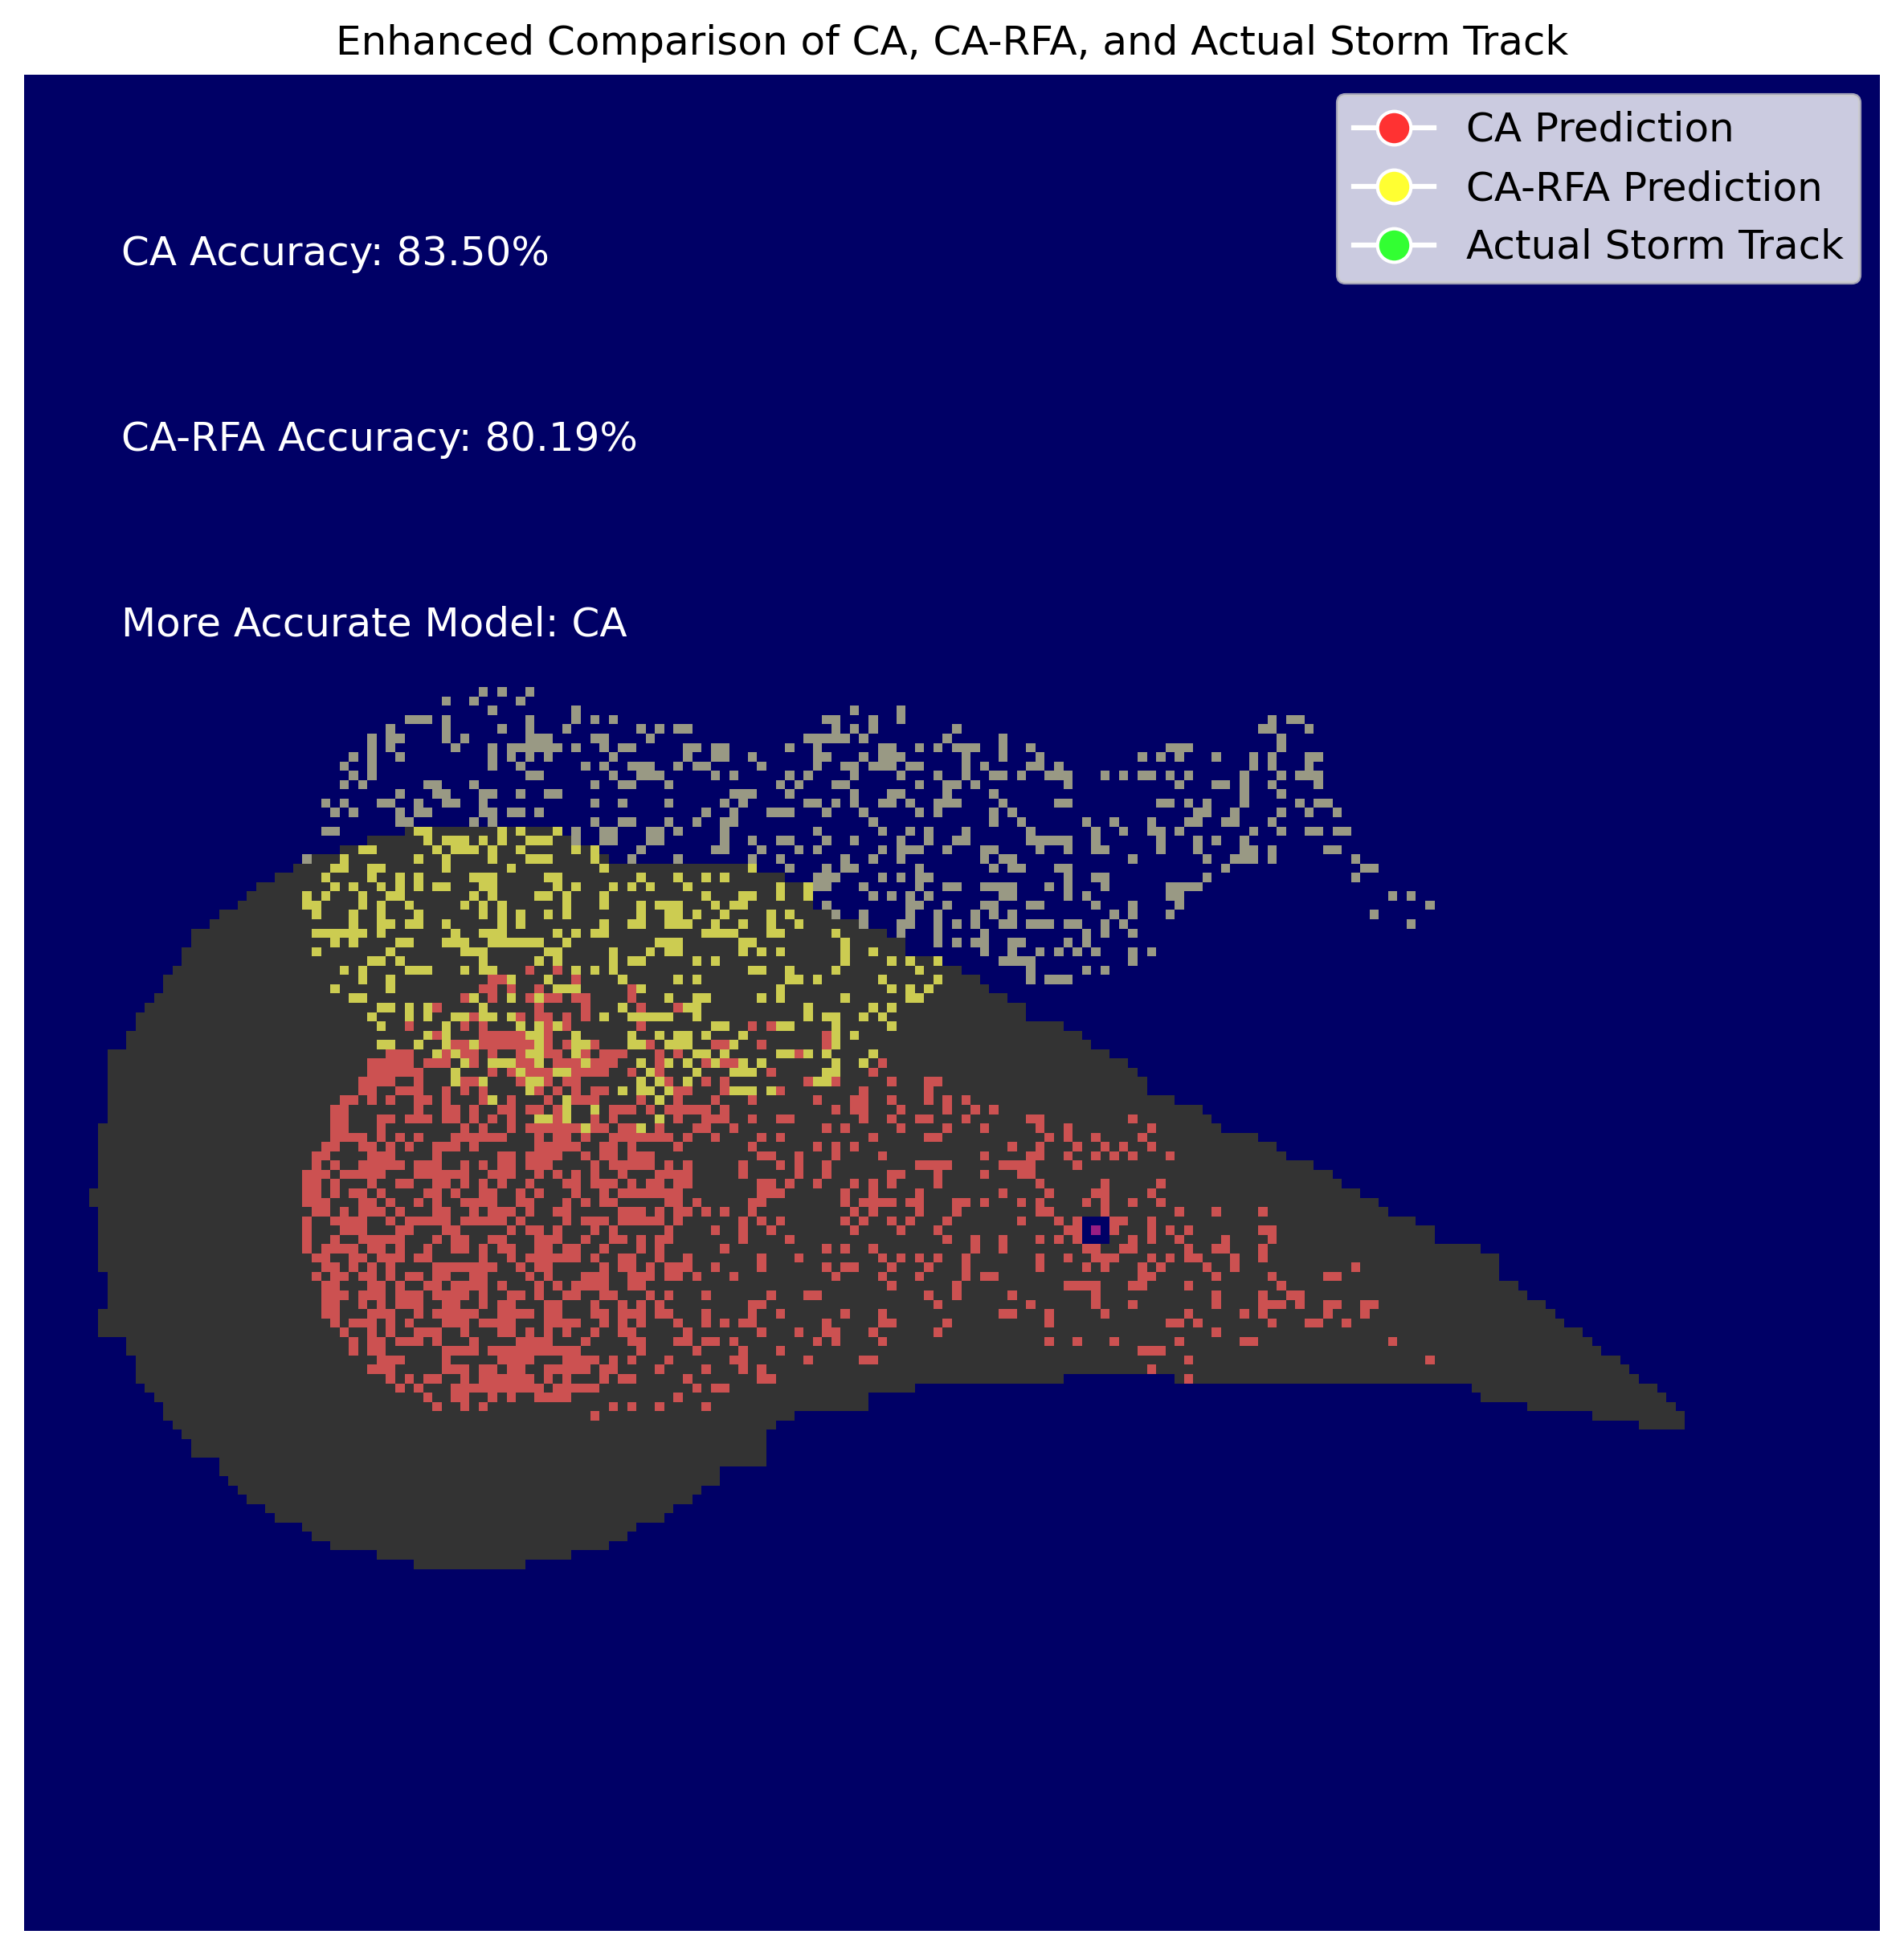 Enhanced Comparison of CA, CA-RFA, and Actual Storm Track
CA Prediction
CA-RFA Prediction
Actual Storm Track
CA Accuracy: 83.50%
CA-RFA Accuracy: 80.19%
More Accurate Model: CA